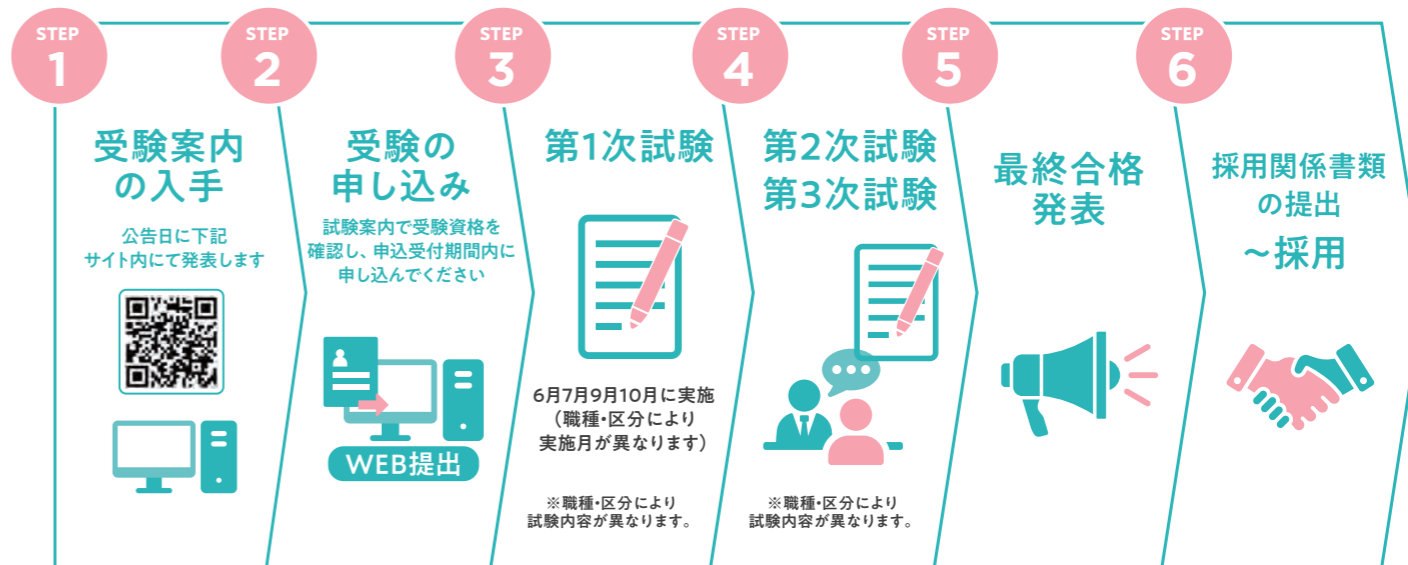 STEP
1
受験案内
の入手
公告日に下記
サイト内にて発表します
STEP
2
受験の
申し込み
試験案内で受験資格を
確認し、申込受付期間内に
申し込んでください
WEB提出
STEP
3
第1次試験
6月7月9月10月に実施
（職種・区分により
実施月が異なります）
※職種・区分により
試験内容が異なります。
STEP
4
第2次試験
第3次試験
※職種・区分により
試験内容が異なります。
STEP
5
最終合格
発表
STEP
6
採用関係書類
の提出
～採用